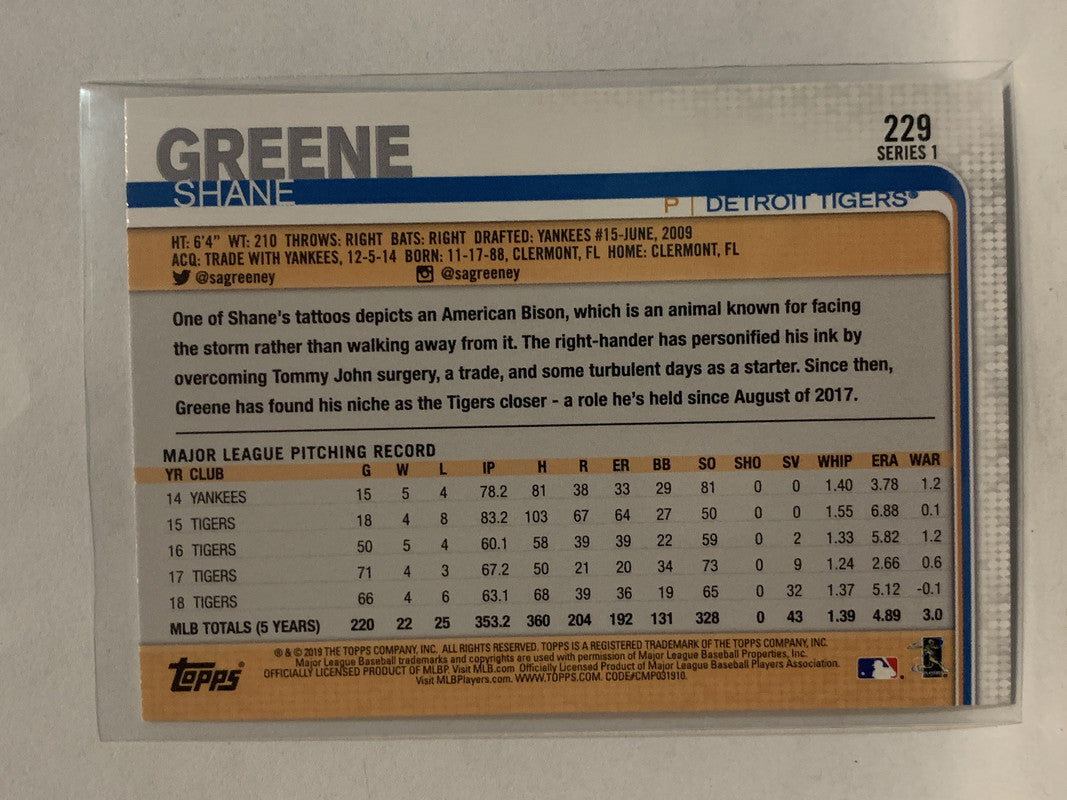 GREENE
SHANE
229
SERIES 1
P | DETROIT TIGERS®
HT: 6'4" WT: 210 THROWS: RIGHT BATS: RIGHT DRAFTED: YANKEES #15-JUNE, 2009
ACQ: TRADE WITH YANKEES, 12-5-14 BORN: 11-17-88, CLERMONT, FL HOME: CLERMONT, FL
@sagreeney @sagreeney
One of Shane's tattoos depicts an American Bison, which is an animal known for facing
the storm rather than walking away from it. The right-hander has personified his ink by
overcoming Tommy John surgery, a trade, and some turbulent days as a starter. Since then,
Greene has found his niche as the Tigers closer - a role he's held since August of 2017.
MAJOR LEAGUE PITCHING RECORD
YR CLUB G W L IP H R ER BB SO SHO SV WHIP ERA WAR
14 YANKEES 15 5 4 78.2 81 38 33 29 81 0 0 1.40 3.78 1.2
15 TIGERS 18 4 8 83.2 103 67 64 27 50 0 0 1.55 6.88 0.1
16 TIGERS 50 5 4 60.1 58 39 39 22 59 0 2 1.33 5.82 1.2
17 TIGERS 71 4 3 67.2 50 21 20 34 73 0 9 1.24 2.66 0.6
18 TIGERS 66 4 6 63.1 68 39 36 19 65 0 32 1.37 5.12 -0.1
MLB TOTALS (5 YEARS) 220 22 25 353.2 360 204 192 131 328 0 43 1.39 4.89 3.0
Topps®
® & © 2019 THE TOPPS COMPANY, INC. ALL RIGHTS RESERVED. TOPPS IS A REGISTERED TRADEMARK OF THE TOPPS COMPANY, INC.
Major League Baseball trademarks and copyrights are used with permission of Major League Baseball Properties, Inc.
OFFICIALLY LICENSED PRODUCT OF MLBP Visit MLB.com Officially Licensed Product of Major League Baseball Players Association.
Visit MLBPlayers.com. WWW.TOPPS.COM. CODE#CMP031910.